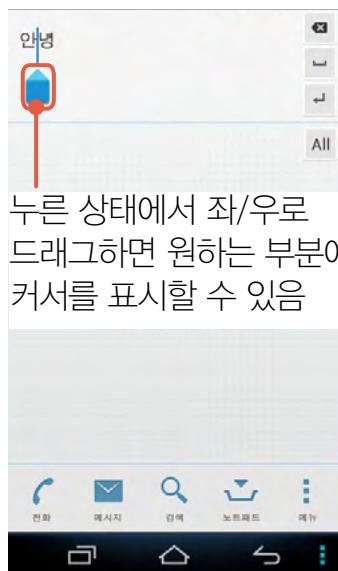 안녕
All
누른 상태에서 좌/우로
드래그하면 원하는 부분에
커서를 표시할 수 있음
전화 메시지 검색 노트패드 메뉴